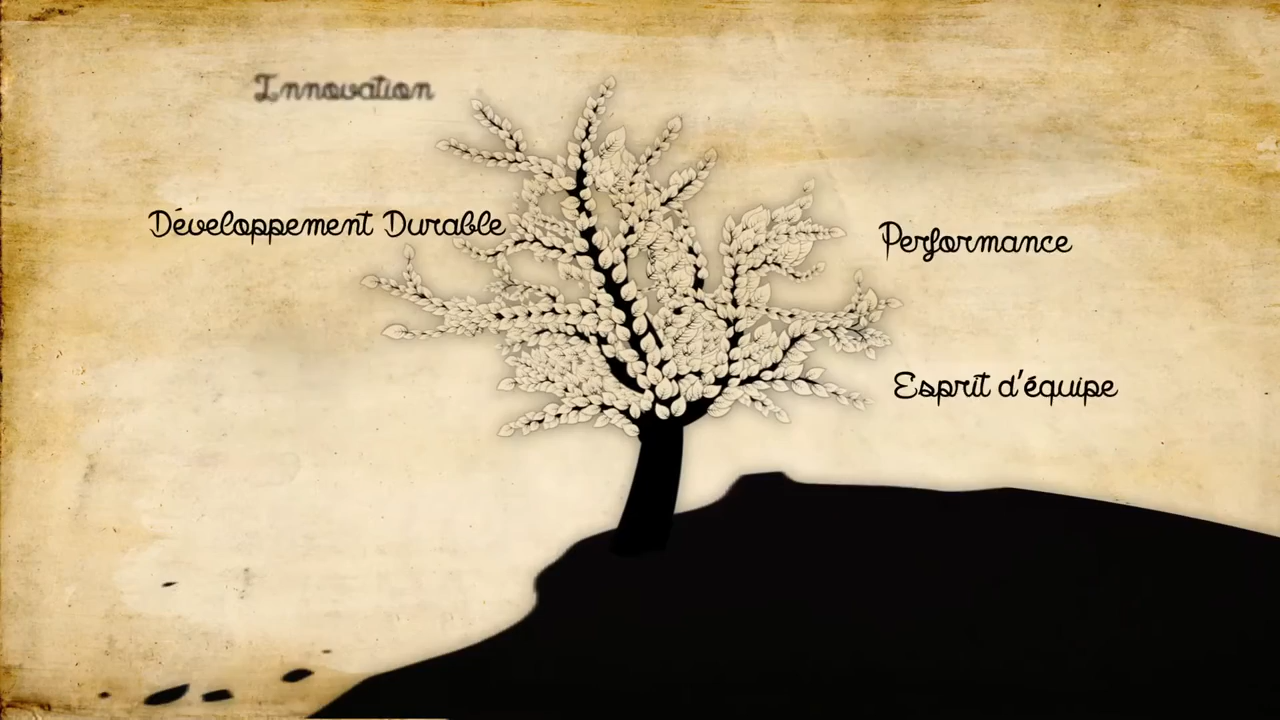 Innovation
Développement Durable
Performance
Esprit d'équipe